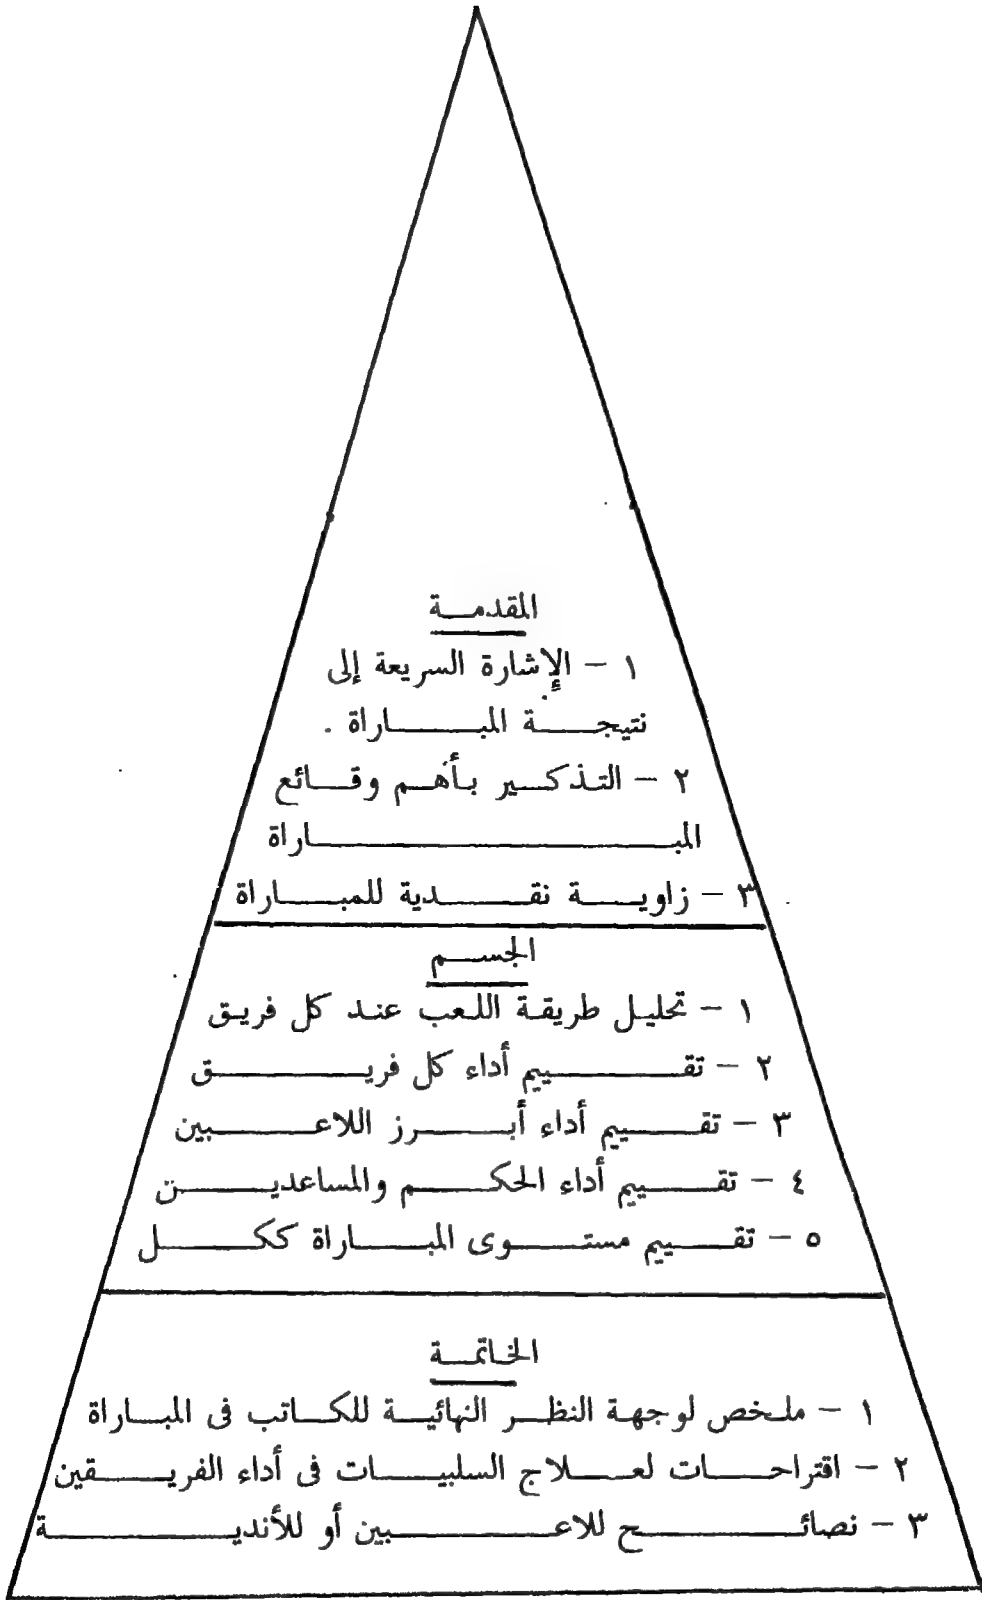 المقدمة
١ - الإشارة السريعة إلى
نتيجة المباراة .
٢ - التذكير بأهم وقائع
المباراة
٣ - زاوية نقدية للمباراة
الجسم
١ - تحليل طريقة اللعب عند كل فريق
٢ - تقييم أداء كل فريق
٣ - تقييم أداء أبرز اللاعبين
٤ - تقييم أداء الحكم والمساعدين
٥ - تقييم مستوى المباراة ككل
الخاتمة
١ - ملخص لوجهة النظر النهائية للكاتب فى المباراة
٢ - اقتراحات لعلاج السلبيات فى أداء الفريقين
٣ - نصائح للاعبين أو للأندية